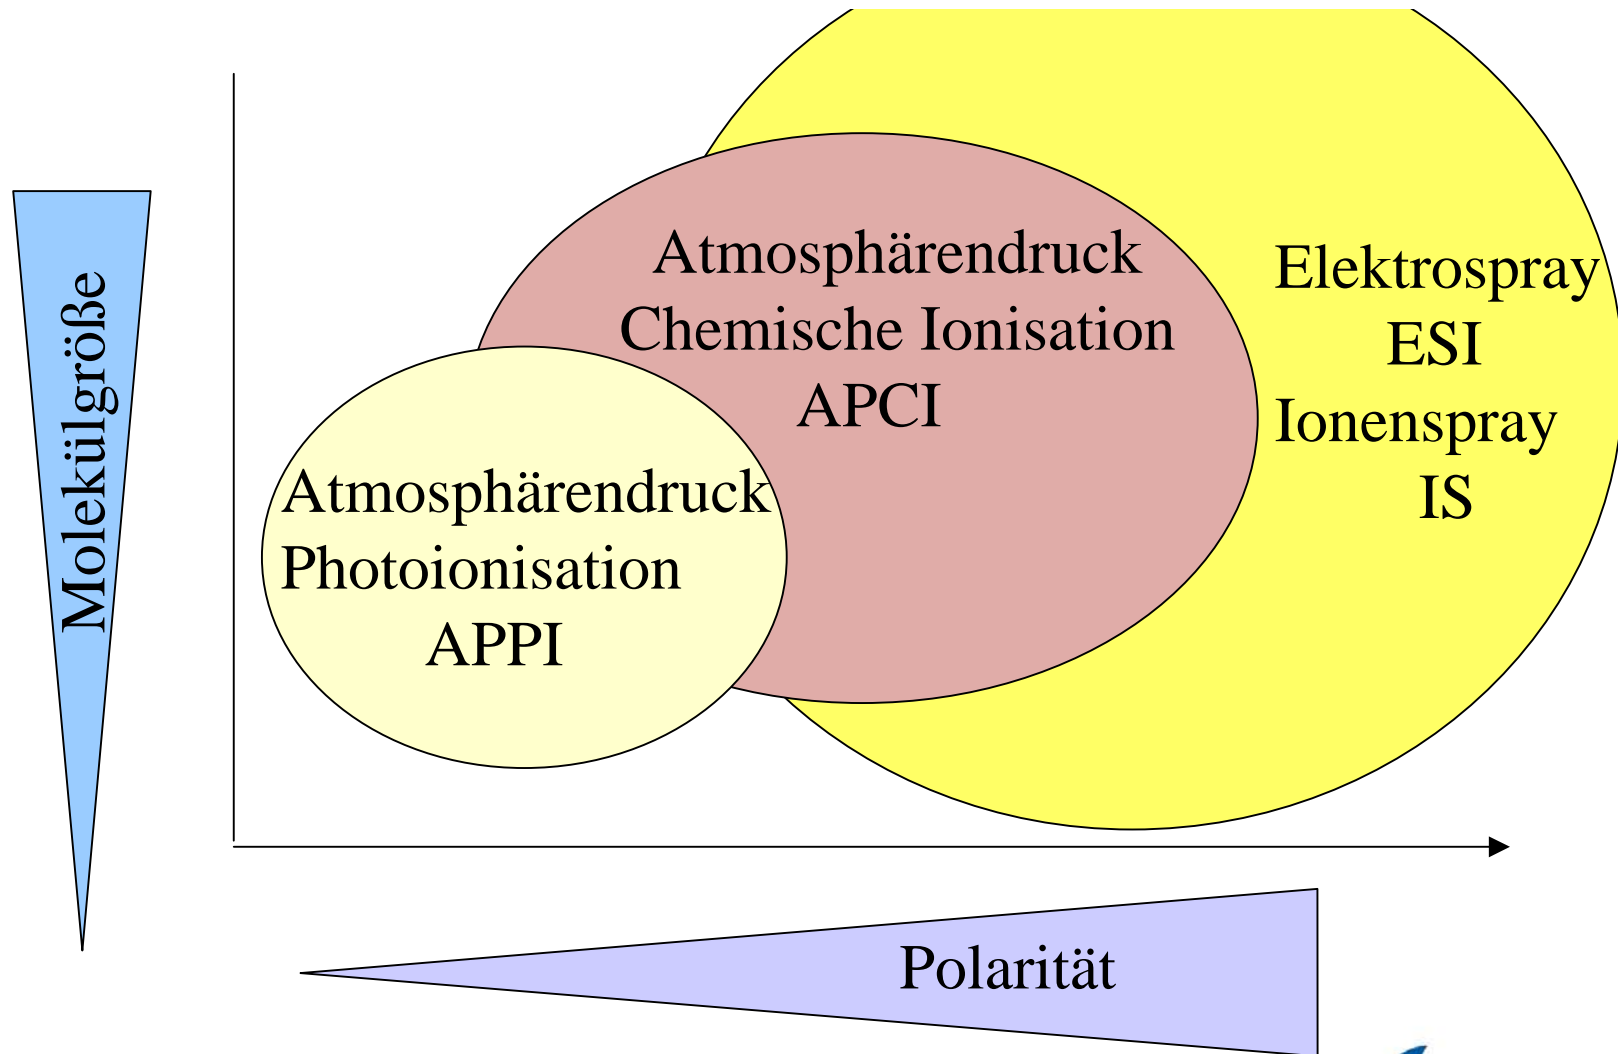 Molekülgröße
Atmosphärendruck
Chemische Ionisation
APCI
Elektrospray
ESI
Ionenspray
IS
Atmosphärendruck
Photoionisation
APPI
Polarität